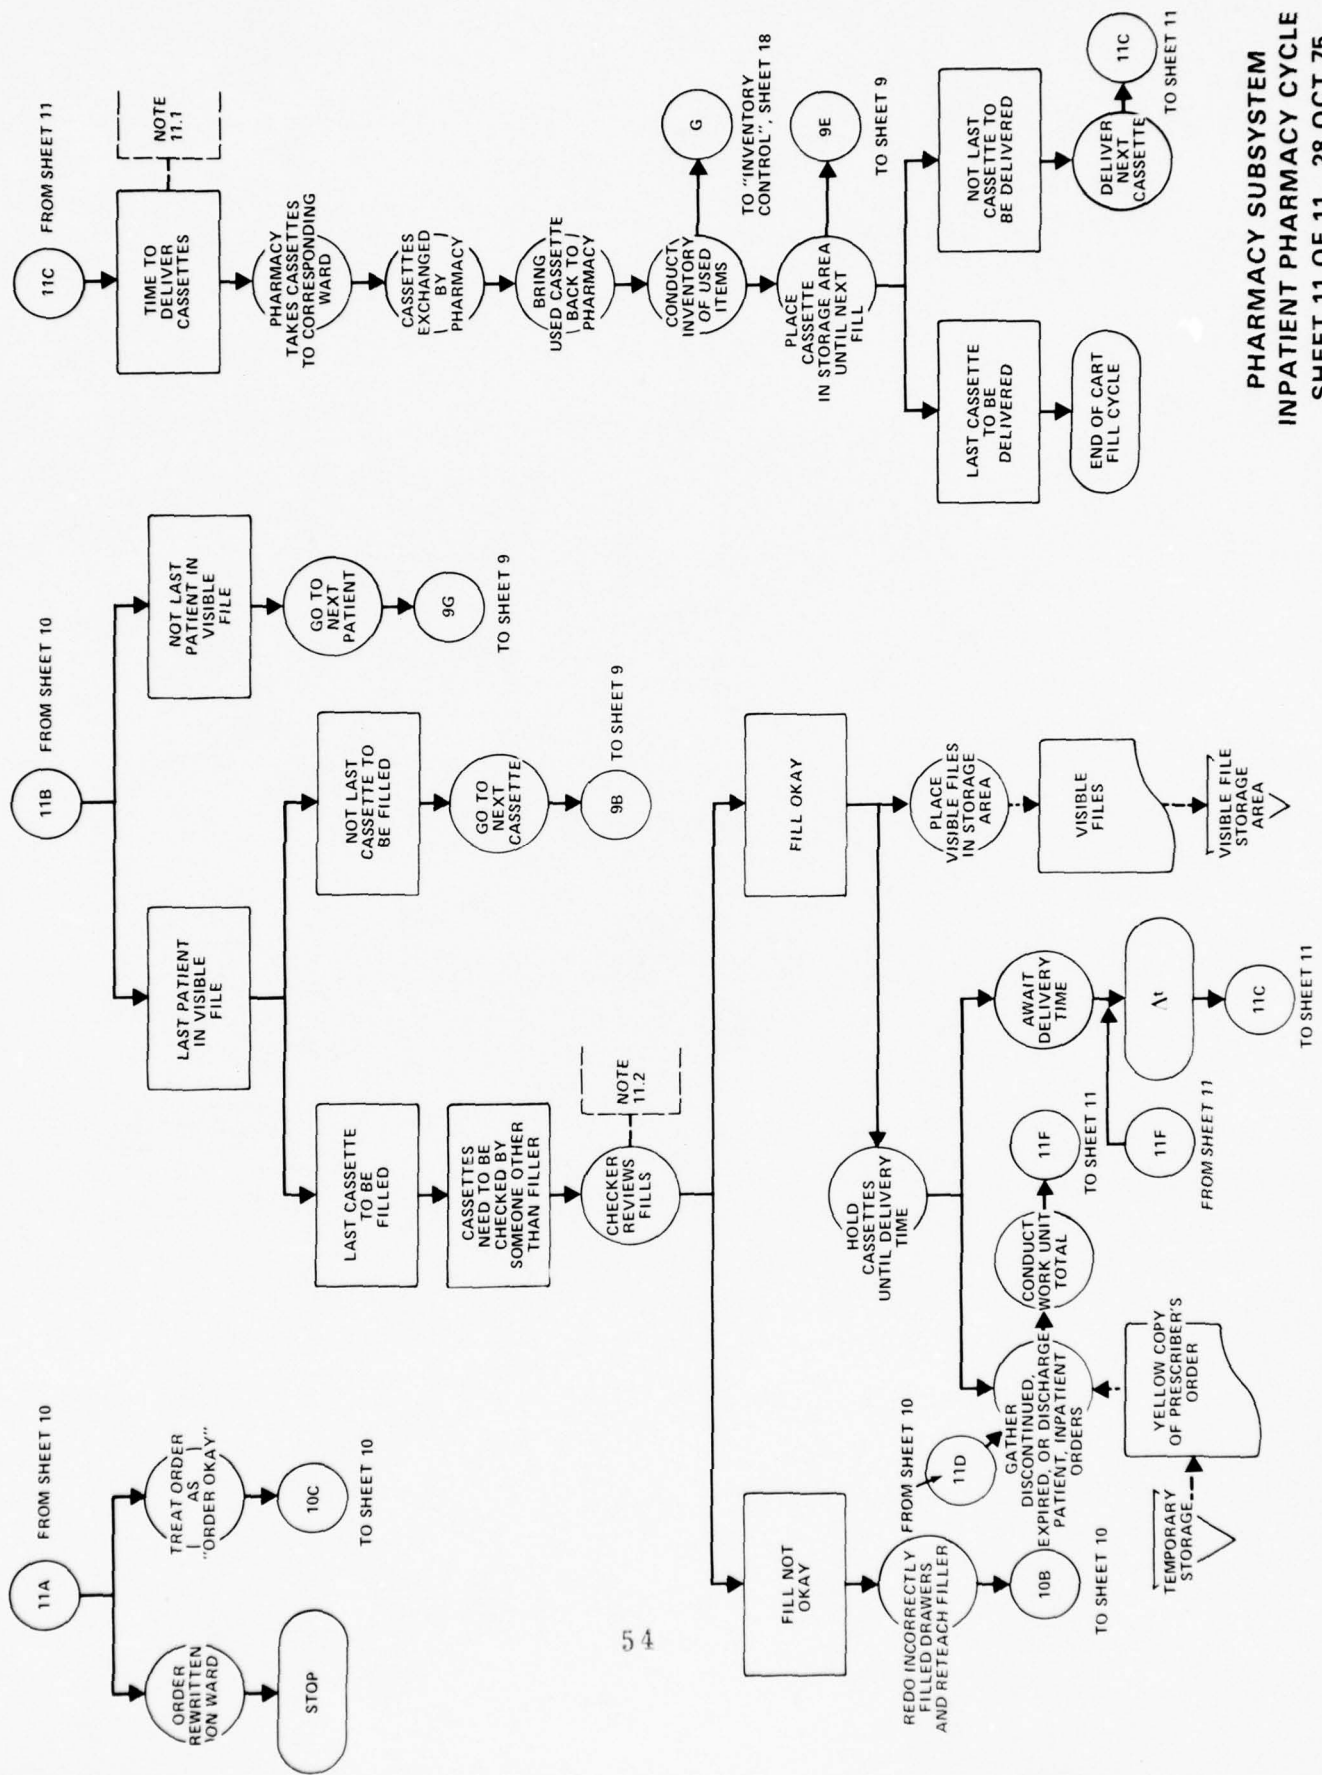 11A
FROM SHEET 10
ORDER
REWRITTEN
ON WARD
STOP
TREAT ORDER
AS
"ORDER OKAY"
10C
TO SHEET 10
11B
FROM SHEET 10
LAST PATIENT
IN VISIBLE
FILE
NOT LAST
PATIENT IN
VISIBLE
FILE
GO TO
NEXT
PATIENT
9G
TO SHEET 9
LAST CASSETTE
TO BE
FILLED
NOT LAST
CASSETTE TO
BE FILLED
GO TO
NEXT
CASSETTE
9B
TO SHEET 9
CASSETTES
NEED TO BE
CHECKED BY
SOMEONE OTHER
THAN FILLER
CHECKER
REVIEWS
FILLS
NOTE
11.2
FILL NOT
OKAY
REDO INCORRECTLY
FILLED DRAWERS
AND RETEACH FILLER
10B
TO SHEET 10
FILL OKAY
HOLD
CASSETTES
UNTIL DELIVERY
TIME
PLACE
VISIBLE FILES
IN STORAGE
AREA
VISIBLE
FILES
VISIBLE FILE
STORAGE
AREA
FROM SHEET 10
11D
GATHER
DISCONTINUED,
EXPIRED, OR DISCHARGE
PATIENT, INPATIENT
ORDERS
TEMPORARY
STORAGE
YELLOW COPY
OF PRESCRIBER'S
ORDER
CONDUCT
WORK UNIT
TOTAL
11F
TO SHEET 11
11F
FROM SHEET 11
AWAIT
DELIVERY
TIME
Δt
11C
TO SHEET 11
11C
FROM SHEET 11
TIME TO
DELIVER
CASSETTES
NOTE
11.1
PHARMACY
TAKES CASSETTES
TO CORRESPONDING
WARD
CASSETTES
EXCHANGED
BY
PHARMACY
BRING
USED CASSETTE
BACK TO
PHARMACY
CONDUCT
INVENTORY
OF USED
ITEMS
G
TO "INVENTORY
CONTROL", SHEET 18
PLACE
CASSETTE
IN STORAGE AREA
UNTIL NEXT
FILL
9E
TO SHEET 9
LAST CASSETTE
TO BE
DELIVERED
END OF CART
FILL CYCLE
NOT LAST
CASSETTE TO
BE DELIVERED
DELIVER
NEXT
CASSETTE
11C
TO SHEET 11
PHARMACY SUBSYSTEM
INPATIENT PHARMACY CYCLE
SHEET 11 OF 11 28 OCT 75
54